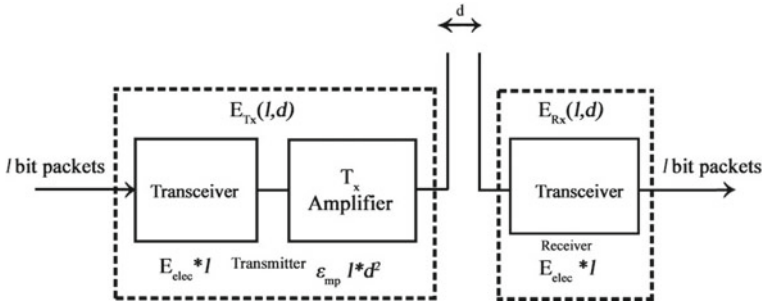 d
E_Tx(l,d)
E_Rx(l,d)
l bit packets
Transceiver
T_x
Amplifier
Transceiver
l bit packets
E_elec *l
Transmitter
ε_mp l*d²
Receiver
E_elec *l